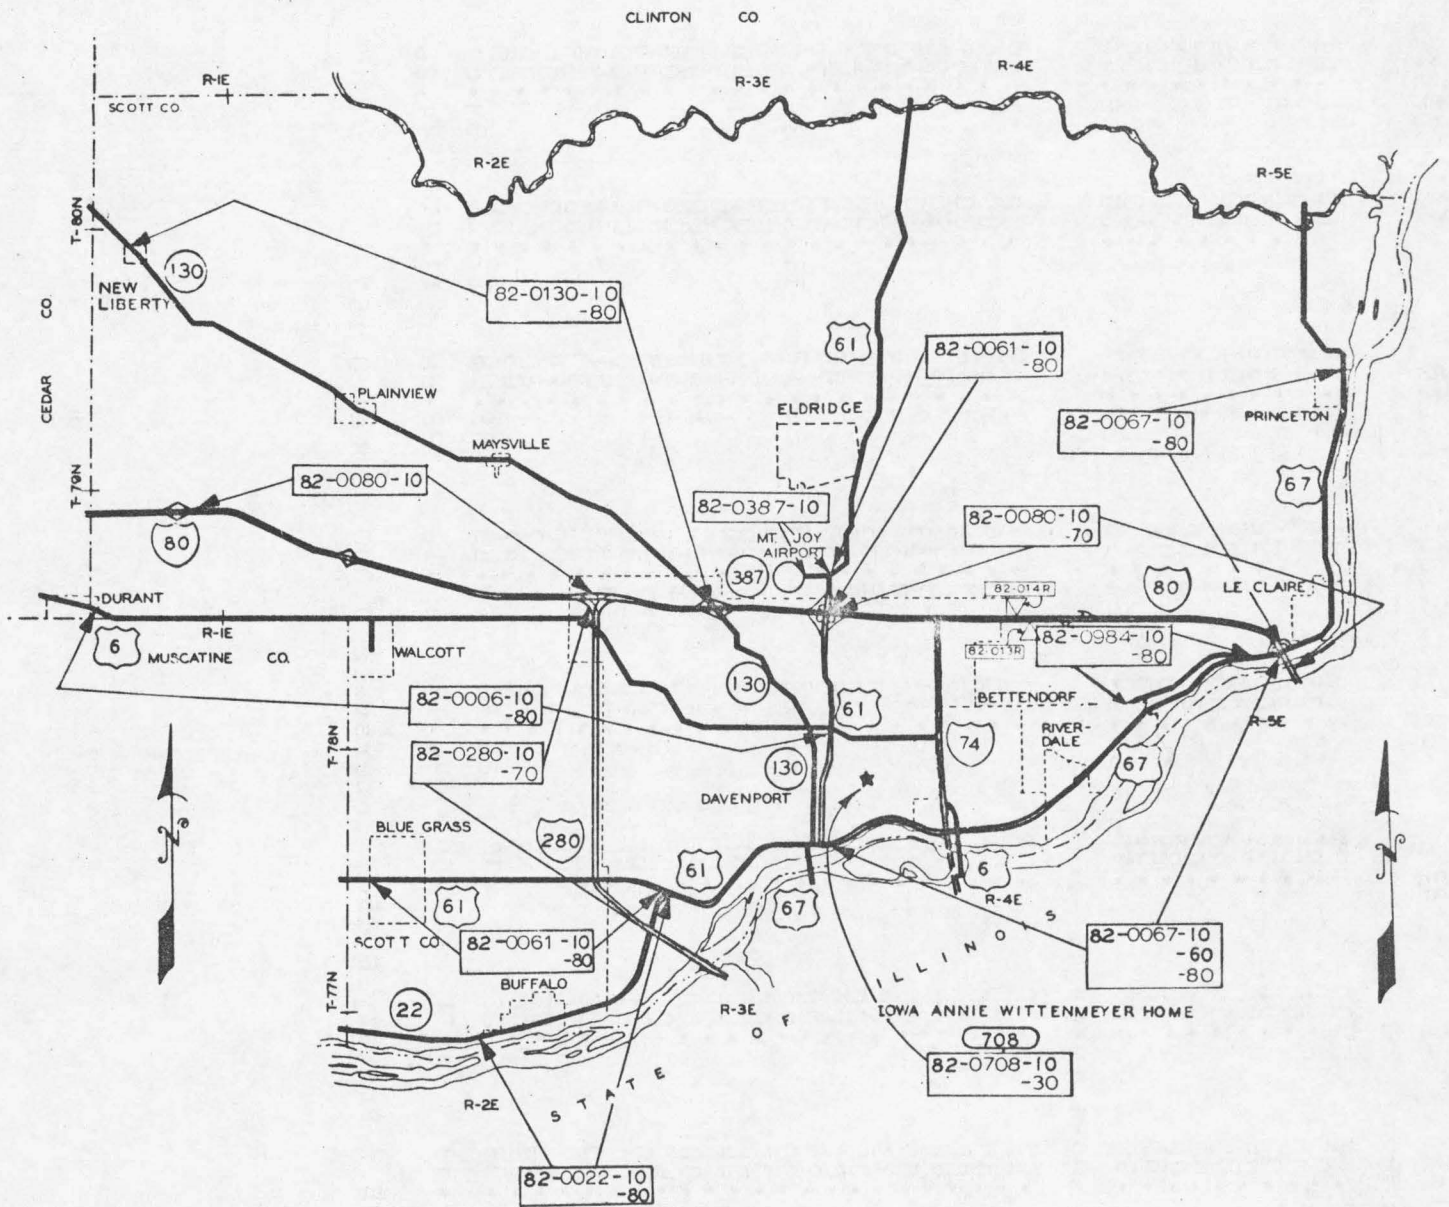 CLINTON CO.
R-1E
R-3E
R-4E
SCOTT CO.
R-2E
R-5E
T-80N
130
NEW
LIBERTY
82-0130-10
-80
CEDAR CO.
61
82-0061-10
-80
PLAINVIEW
ELDRIDGE
PRINCETON
82-0067-10
-80
MAYSVILLE
T-79N
82-0080-10
67
82-0387-10
82-0080-10
-70
80
MT. JOY
AIRPORT
387
82-014R
80
LE CLAIRE
DURANT
R-1E
6
MUSCATINE CO.
WALCOTT
82-0984-10
-80
82-013R
130
82-0006-10
-80
BETTENDORF
61
R-5E
RIVER-
DALE
74
T-78N
82-0280-10
-70
130
67
DAVENPORT
N
BLUE GRASS
280
N
61
6
61
67
R-4E
SCOTT CO.
82-0061-10
-80
82-0067-10
-60
-80
BUFFALO
T-77N
22
R-3E
STATE OF ILLINOIS
IOWA ANNIE WITTENMEYER HOME
708
82-0708-10
-30
R-2E
82-0022-10
-80